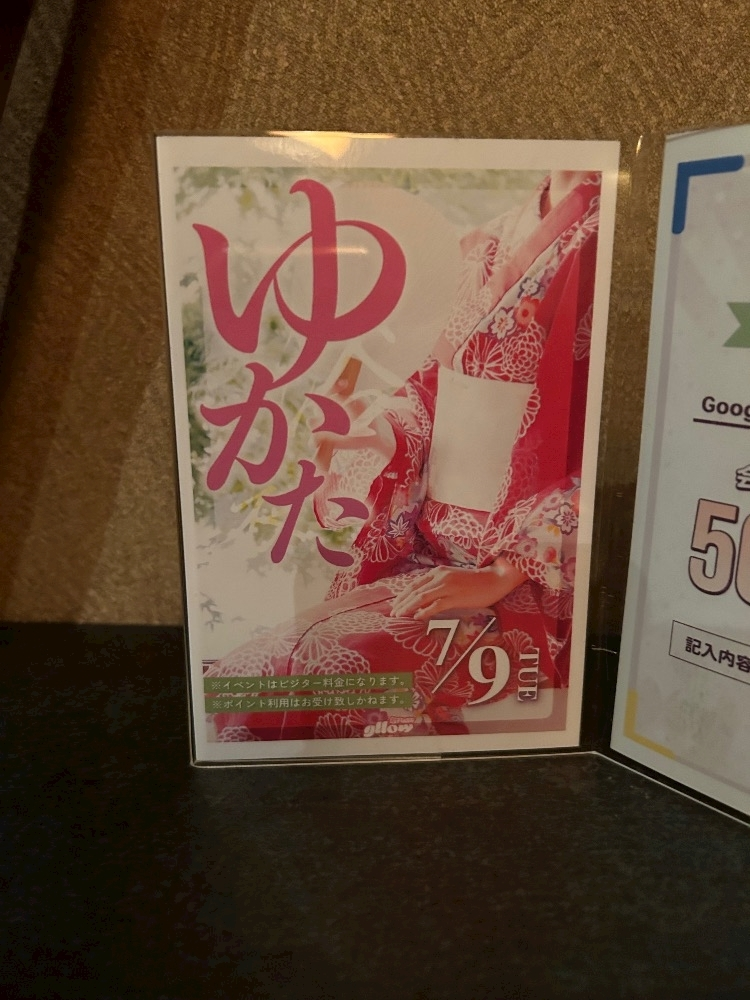 ゆかた
7/9 TUE
※イベントはビジター料金になります。
※ポイント利用はお受け致しかねます。
gllow
Goog
会
50
記入内容